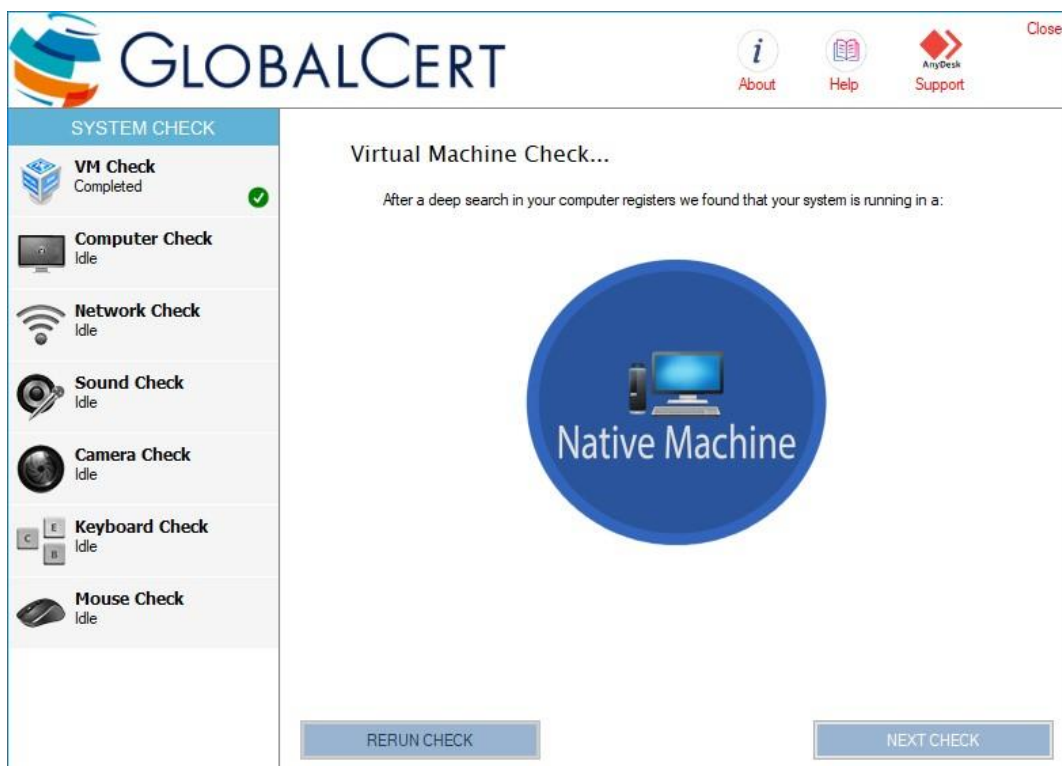 GLOBALCERT
i
About
Help
AnyDesk
Support
Close
SYSTEM CHECK
VM Check
Completed
Computer Check
Idle
Network Check
Idle
Sound Check
Idle
Camera Check
Idle
C E B
Keyboard Check
Idle
Mouse Check
Idle
Virtual Machine Check...
After a deep search in your computer registers we found that your system is running in a:
Native Machine
RERUN CHECK
NEXT CHECK